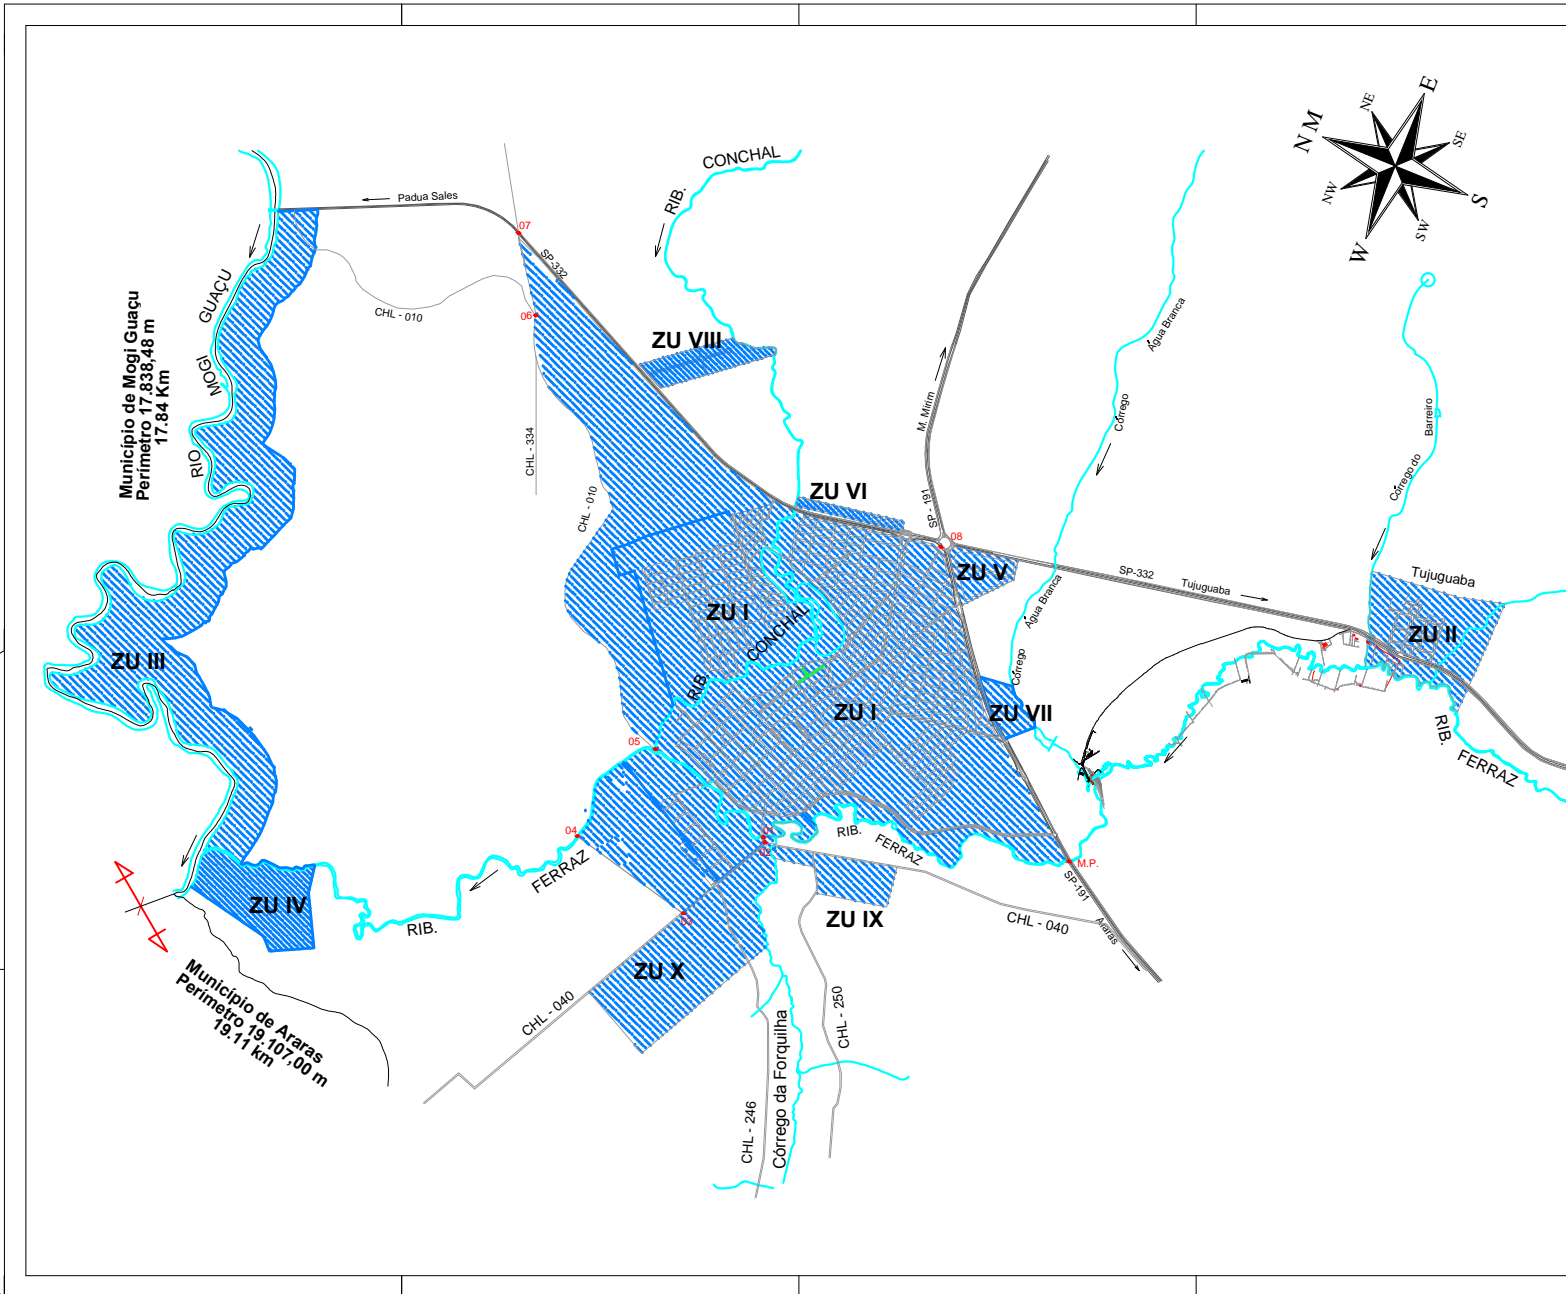 E
NE
N M
SE
S
NW
SW
W
CONCHAL
RIB.
Padua Sales
07
SP-332
GUAÇU
MOGI
RIO
Município de Mogi Guaçu
Perímetro 17.838,48 m
17.84 Km
CHL - 010
06
ZU VIII
Agua Branca
M. Mirim
Córrego
Barreiro
Córrego do
CHL - 334
CHL - 010
ZU VI
SP - 191
08
ZU V
SP-332
Tujuguaba
Tujuguaba
Agua Branca
ZU I
CONCHAL
RIB.
ZU II
ZU III
Córrego
ZU I
ZU VII
RIB.
FERRAZ
05
04
01
02
RIB.
FERRAZ
M.P.
SP-191
Araras
FERRAZ
RIB.
ZU IV
03
ZU IX
CHL - 040
ZU X
CHL - 040
Município de Araras
Perímetro 19.107,00 m
19.11 km
CHL - 250
Córrego da Forquilha
CHL - 246